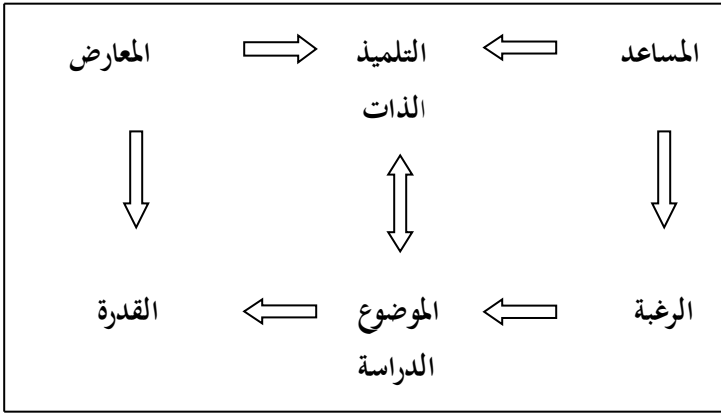 المساعد التلميذ المعارض
الذات
الرغبة الموضوع القدرة
الدراسة